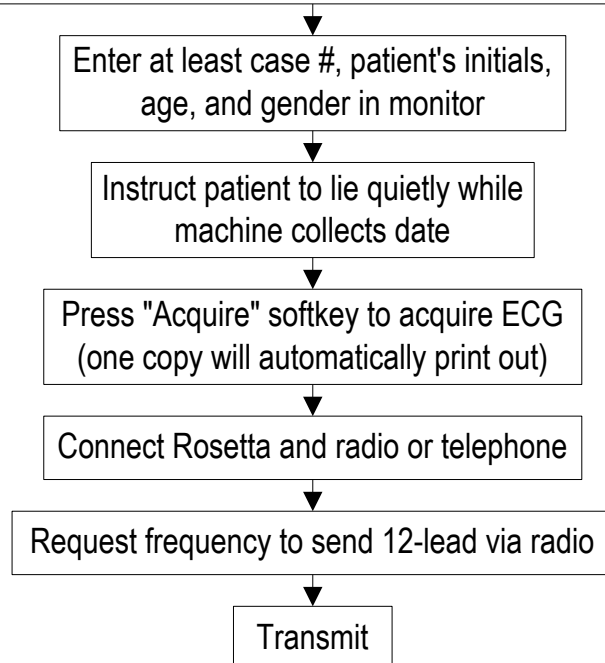 Enter at least case #, patient's initials,
age, and gender in monitor
Instruct patient to lie quietly while
machine collects date
Press "Acquire" softkey to acquire ECG
(one copy will automatically print out)
Connect Rosetta and radio or telephone
Request frequency to send 12-lead via radio
Transmit